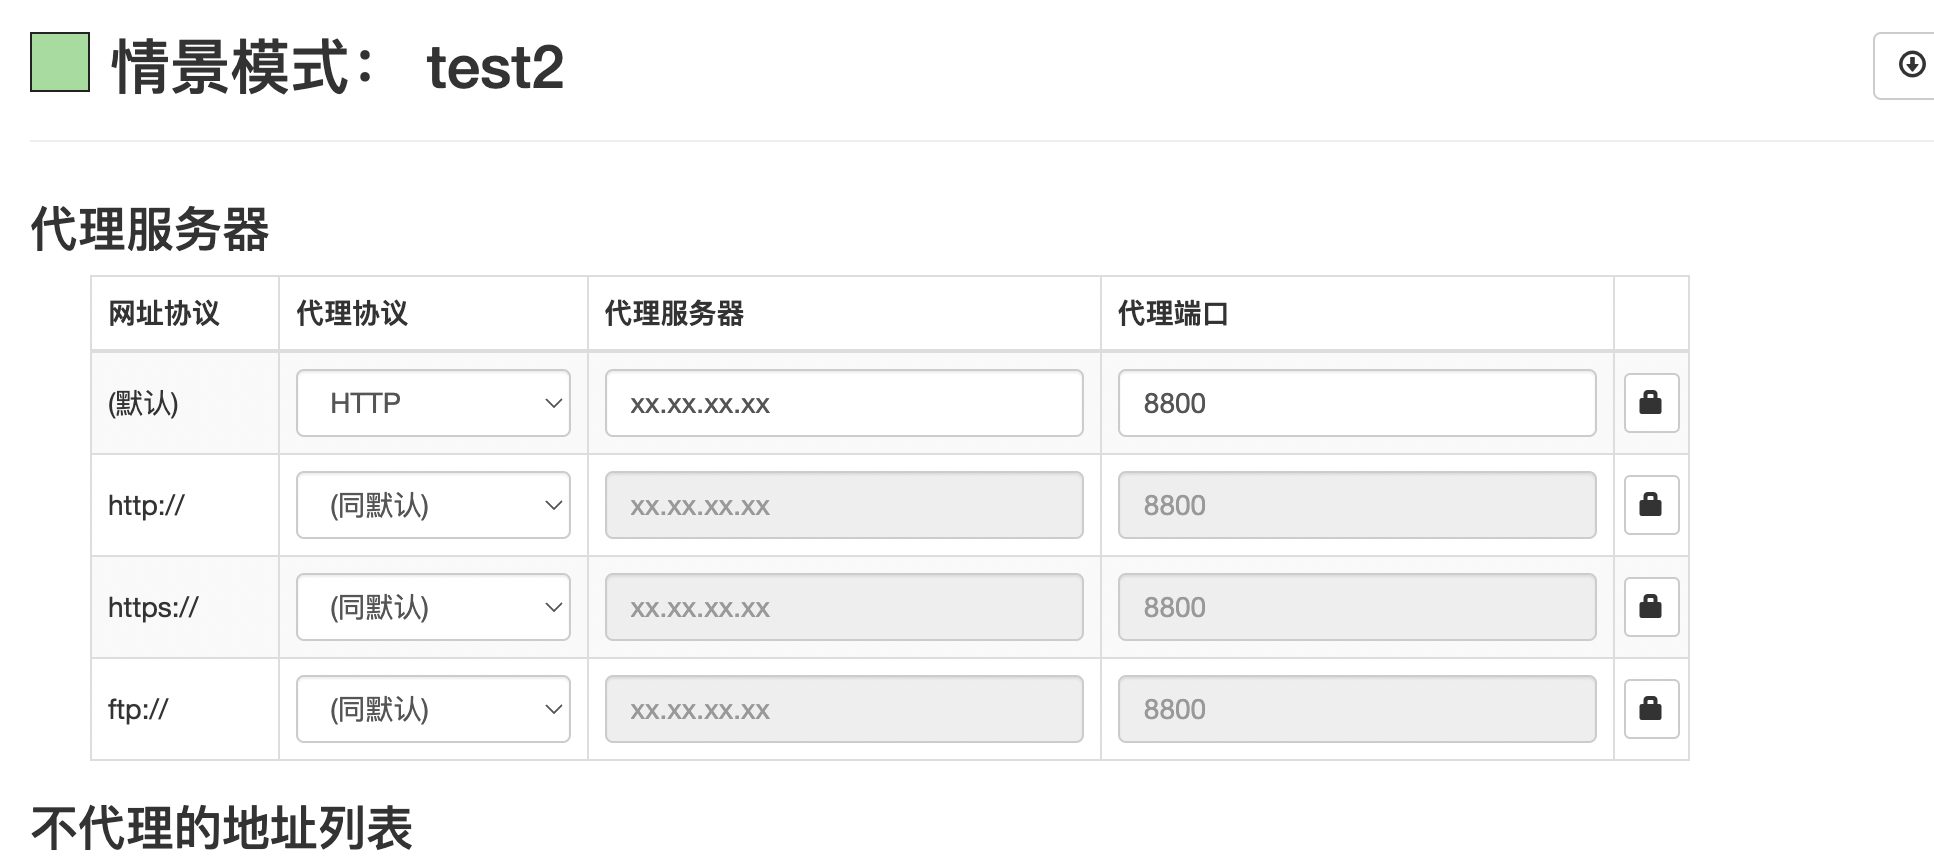 情景模式： test2
代理服务器
网址协议 代理协议 代理服务器 代理端口
(默认) HTTP xx.xx.xx.xx 8800
http:// (同默认) xx.xx.xx.xx 8800
https:// (同默认) xx.xx.xx.xx 8800
ftp:// (同默认) xx.xx.xx.xx 8800
不代理的地址列表